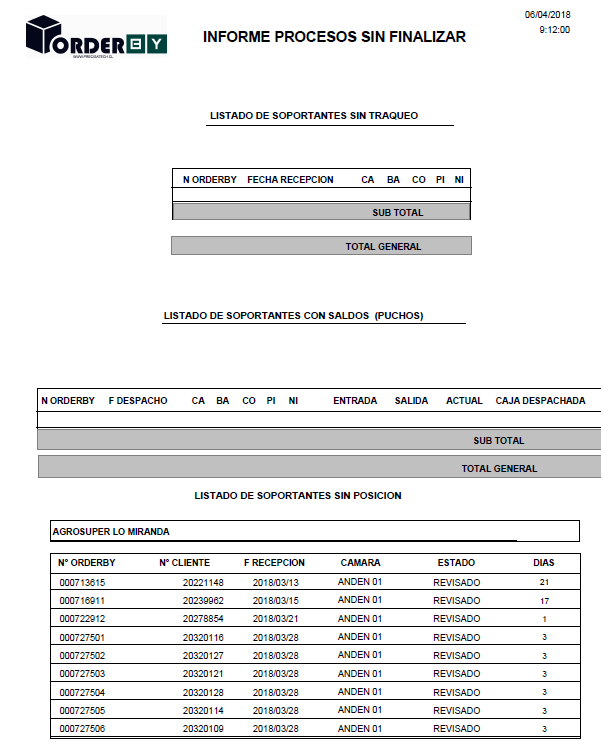 06/04/2018
ORDER BY
WWW.PRECISATECH.CL
INFORME PROCESOS SIN FINALIZAR
9:12:00
LISTADO DE SOPORTANTES SIN TRAQUEO
N ORDERBY FECHA RECEPCION CA BA CO PI NI
SUB TOTAL
TOTAL GENERAL
LISTADO DE SOPORTANTES CON SALDOS (PUCHOS)
N ORDERBY F DESPACHO CA BA CO PI NI ENTRADA SALIDA ACTUAL CAJA DESPACHADA
SUB TOTAL
TOTAL GENERAL
LISTADO DE SOPORTANTES SIN POSICION
AGROSUPER LO MIRANDA
N° ORDERBY N° CLIENTE F RECEPCION CAMARA ESTADO DIAS
000713615 20221148 2018/03/13 ANDEN 01 REVISADO 21
000716911 20239962 2018/03/15 ANDEN 01 REVISADO 17
000722912 20278854 2018/03/21 ANDEN 01 REVISADO 1
000727501 20320116 2018/03/28 ANDEN 01 REVISADO 3
000727502 20320127 2018/03/28 ANDEN 01 REVISADO 3
000727503 20320121 2018/03/28 ANDEN 01 REVISADO 3
000727504 20320128 2018/03/28 ANDEN 01 REVISADO 3
000727505 20320114 2018/03/28 ANDEN 01 REVISADO 3
000727506 20320109 2018/03/28 ANDEN 01 REVISADO 3